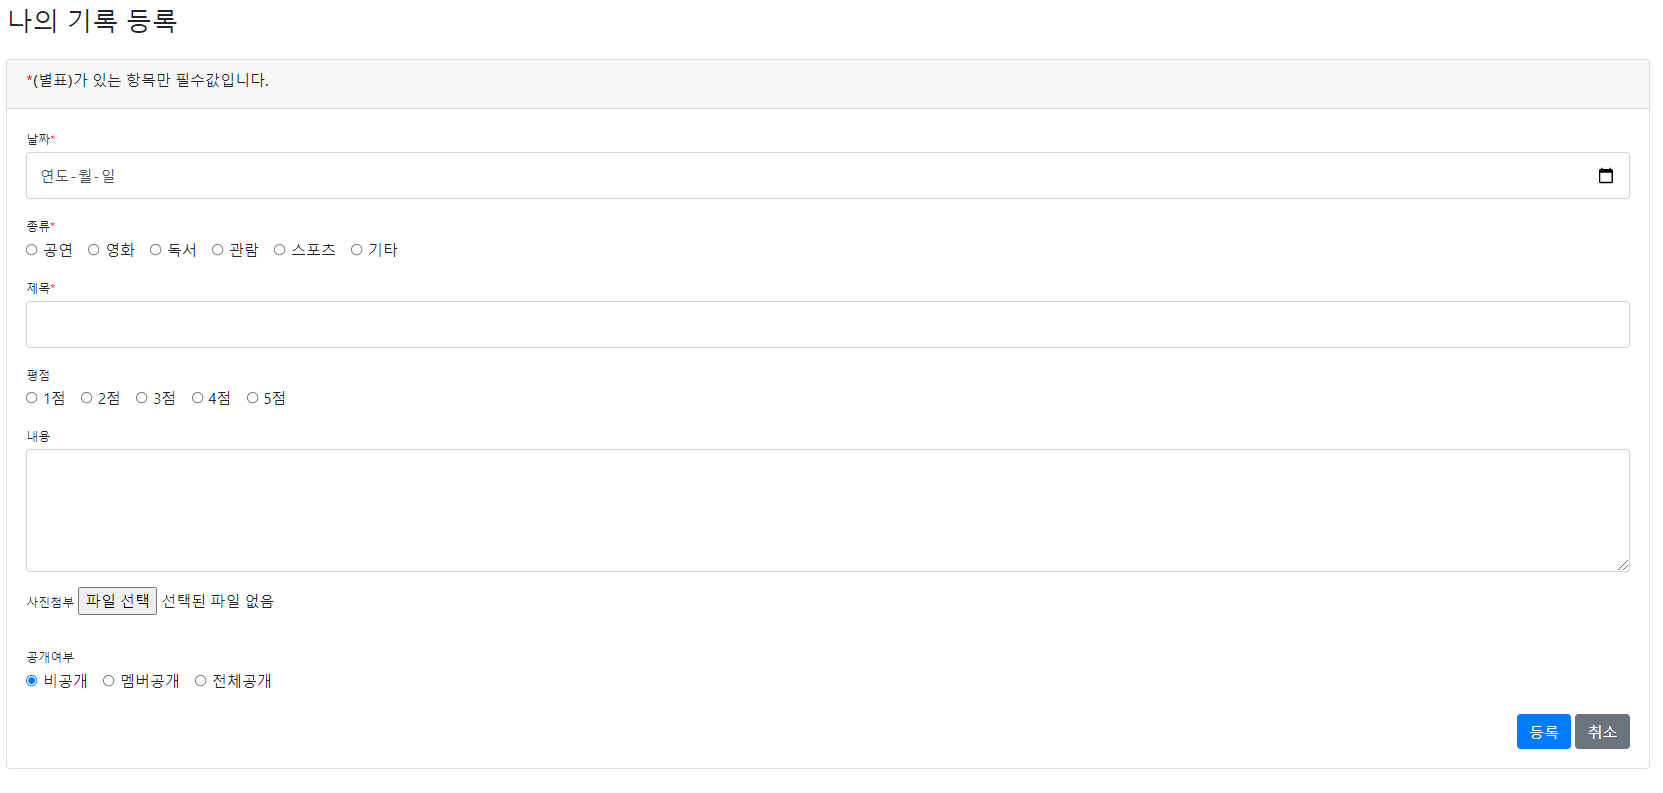 나의 기록 등록
*(별표)가 있는 항목만 필수값입니다.
날짜*
연도-월-일
종류*
공연 영화 독서 관람 스포츠 기타
제목*
평점
1점 2점 3점 4점 5점
내용
사진첨부 파일 선택 선택된 파일 없음
공개여부
비공개 멤버공개 전체공개
등록 취소